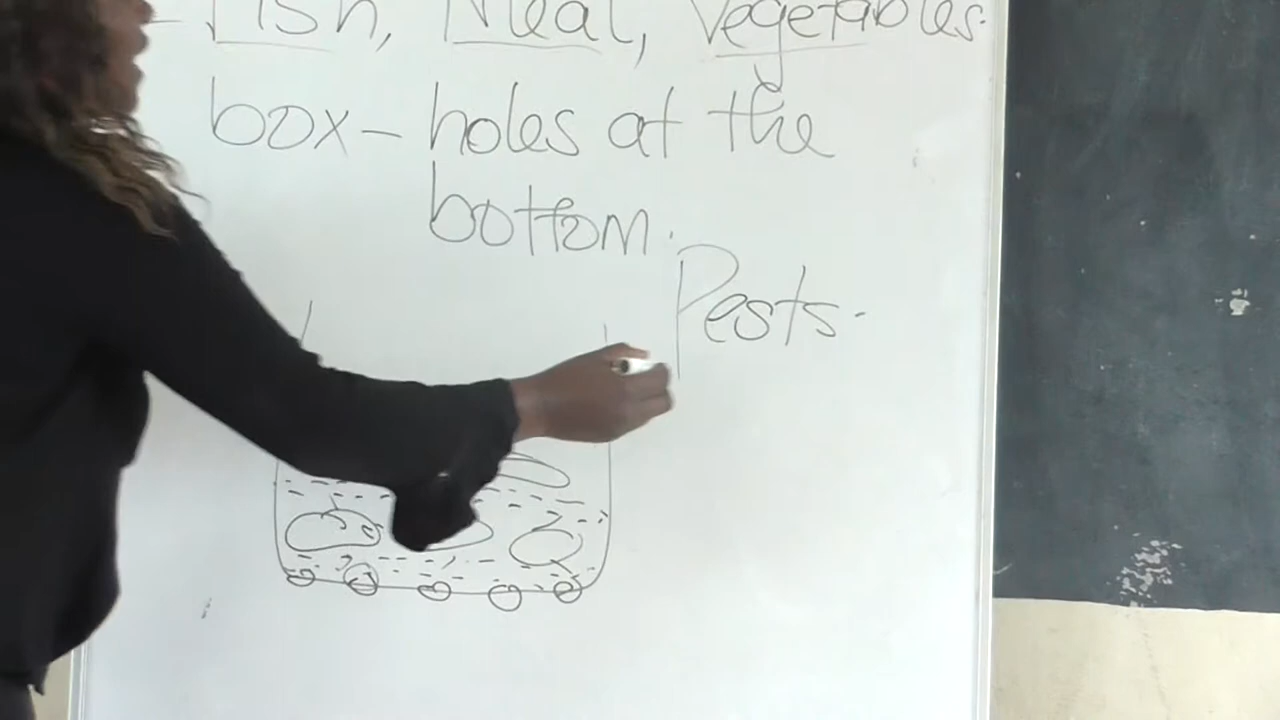 - Fish, Meat, Vegetables.
box - holes at the
bottom.
Pests.